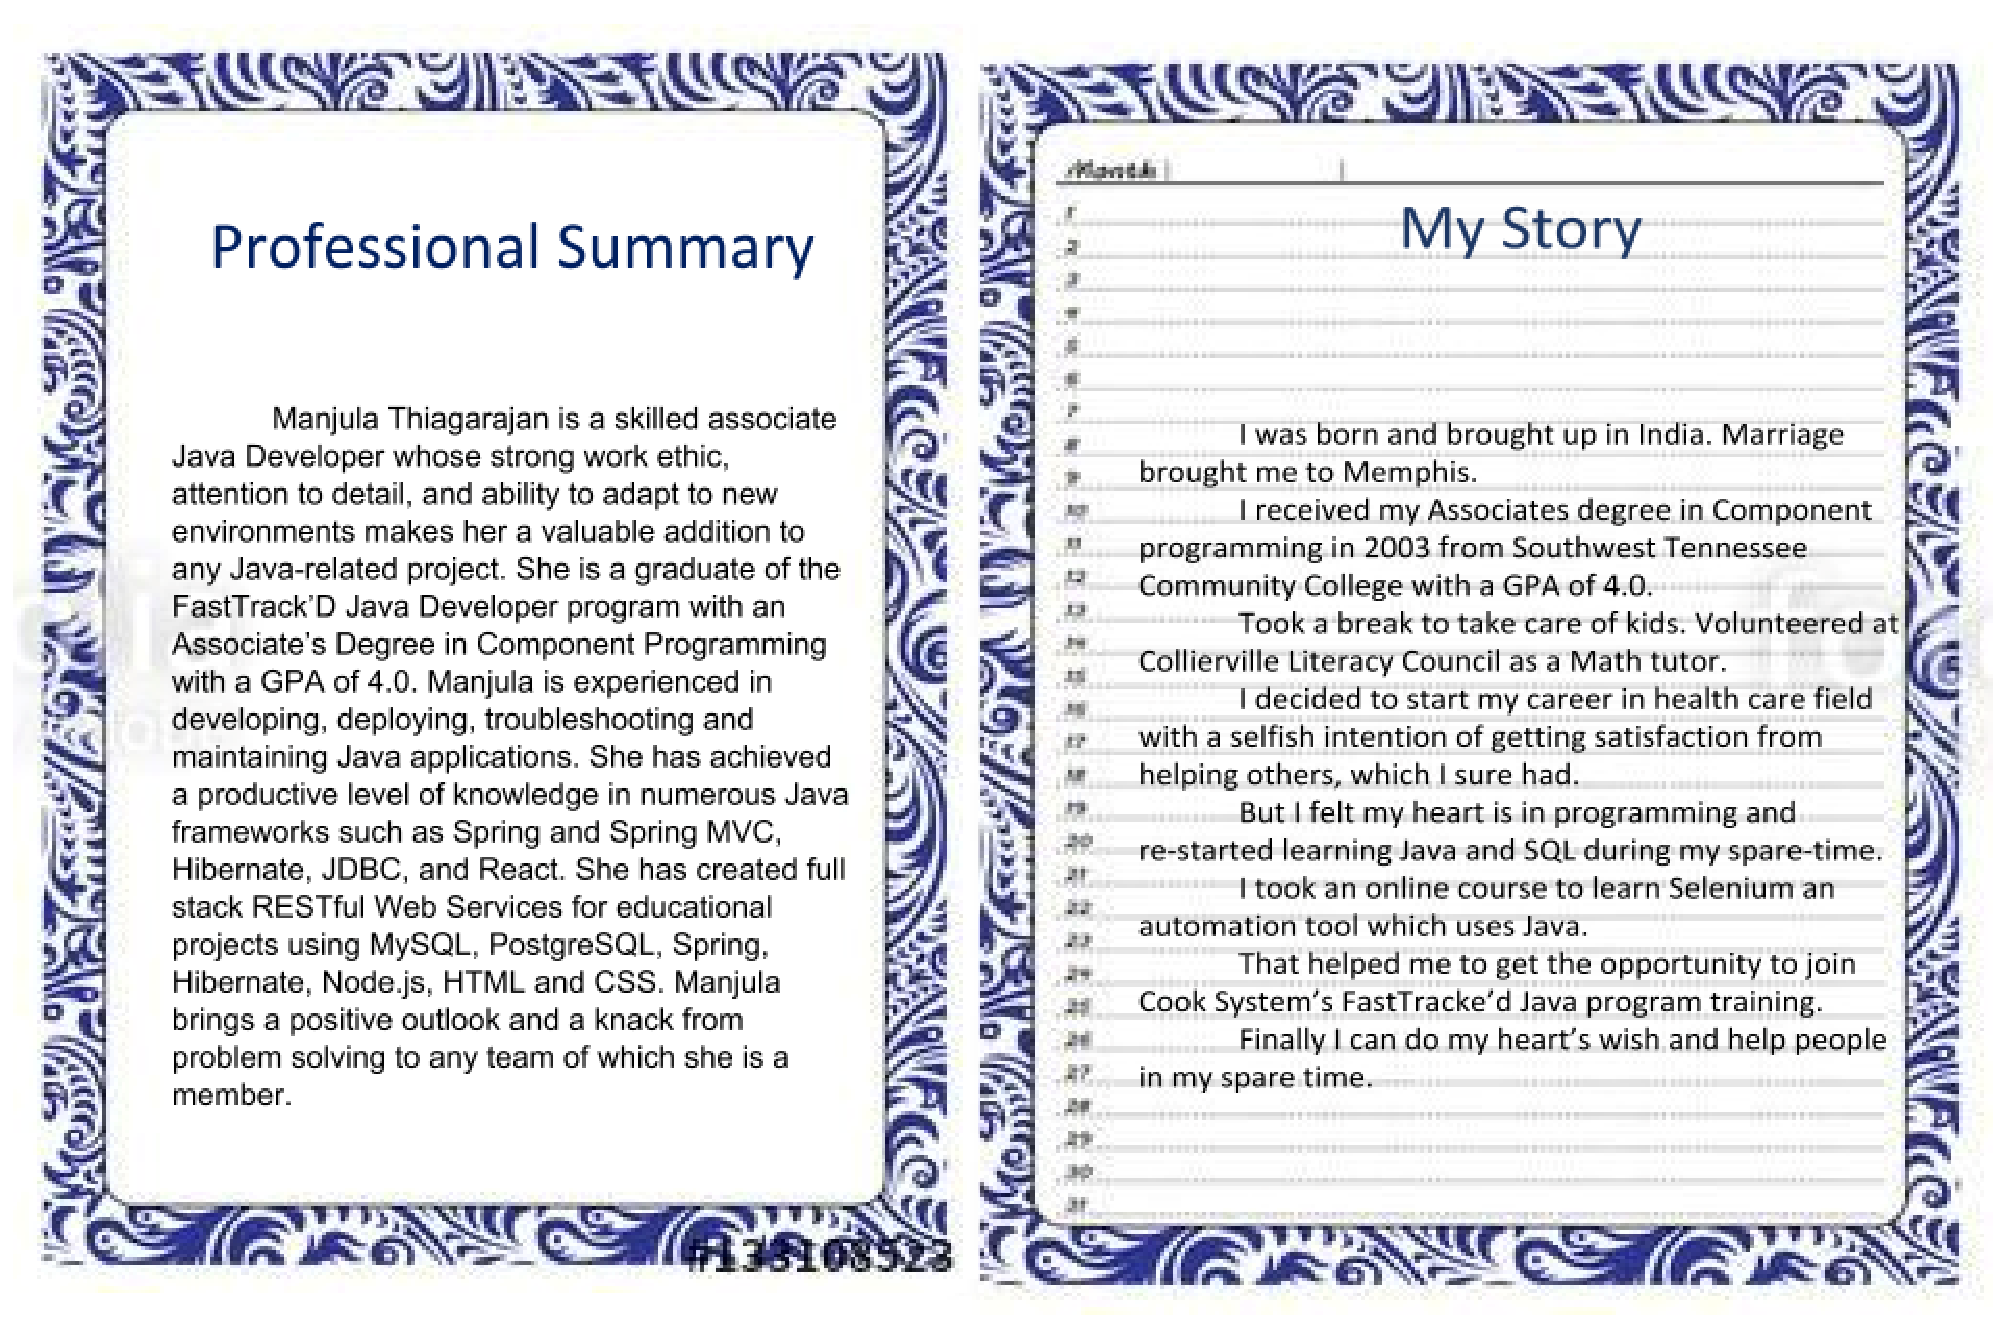 Professional Summary
Manjula Thiagarajan is a skilled associate
Java Developer whose strong work ethic,
attention to detail, and ability to adapt to new
environments makes her a valuable addition to
any Java-related project. She is a graduate of the
FastTrack’D Java Developer program with an
Associate’s Degree in Component Programming
with a GPA of 4.0. Manjula is experienced in
developing, deploying, troubleshooting and
maintaining Java applications. She has achieved
a productive level of knowledge in numerous Java
frameworks such as Spring and Spring MVC,
Hibernate, JDBC, and React. She has created full
stack RESTful Web Services for educational
projects using MySQL, PostgreSQL, Spring,
Hibernate, Node.js, HTML and CSS. Manjula
brings a positive outlook and a knack from
problem solving to any team of which she is a
member.
#133108523
Month
My Story
1
2
3
4
5
6
7
8
9
10
11
12
13
14
15
16
17
18
19
20
21
22
23
24
25
26
27
28
29
30
31
I was born and brought up in India. Marriage
brought me to Memphis.
I received my Associates degree in Component
programming in 2003 from Southwest Tennessee
Community College with a GPA of 4.0.
Took a break to take care of kids. Volunteered at
Collierville Literacy Council as a Math tutor.
I decided to start my career in health care field
with a selfish intention of getting satisfaction from
helping others, which I sure had.
But I felt my heart is in programming and
re-started learning Java and SQL during my spare-time.
I took an online course to learn Selenium an
automation tool which uses Java.
That helped me to get the opportunity to join
Cook System’s FastTracke’d Java program training.
Finally I can do my heart’s wish and help people
in my spare time.